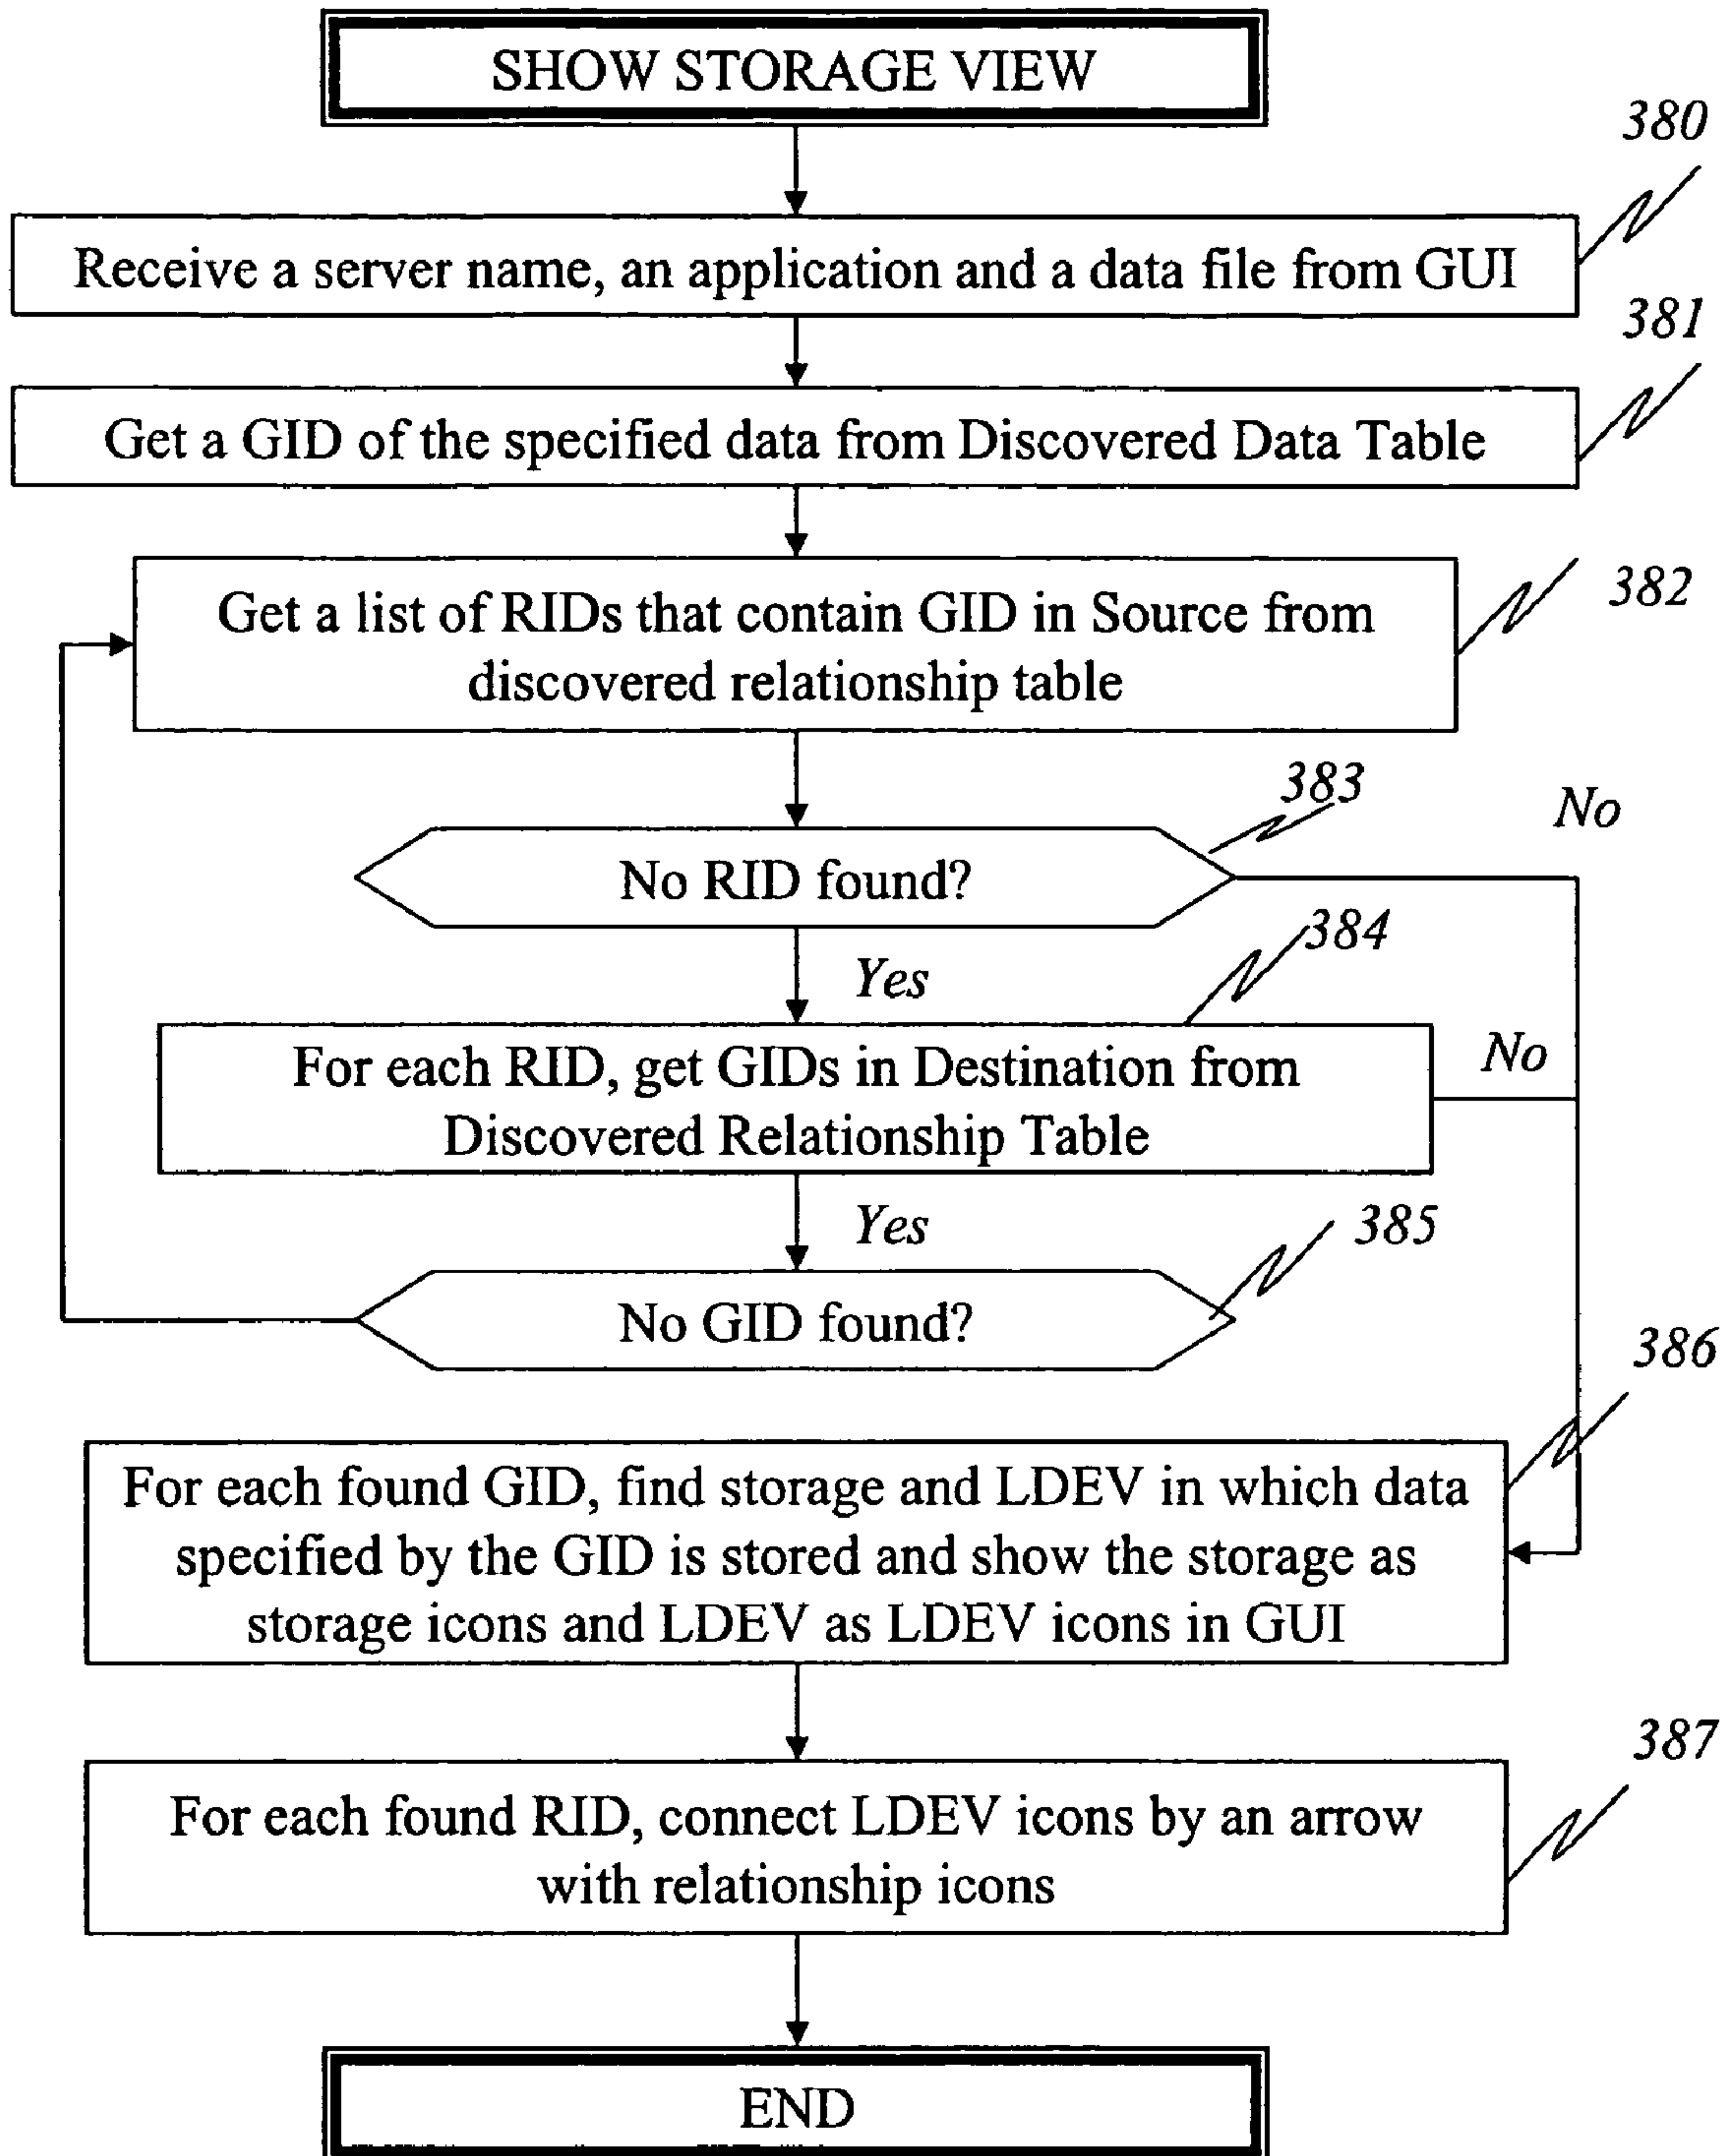 SHOW STORAGE VIEW
380
Receive a server name, an application and a data file from GUI
381
Get a GID of the specified data from Discovered Data Table
382
Get a list of RIDs that contain GID in Source from
discovered relationship table
383
No
No RID found?
384
Yes
For each RID, get GIDs in Destination from
Discovered Relationship Table
No
Yes
385
No GID found?
386
For each found GID, find storage and LDEV in which data
specified by the GID is stored and show the storage as
storage icons and LDEV as LDEV icons in GUI
387
For each found RID, connect LDEV icons by an arrow
with relationship icons
END